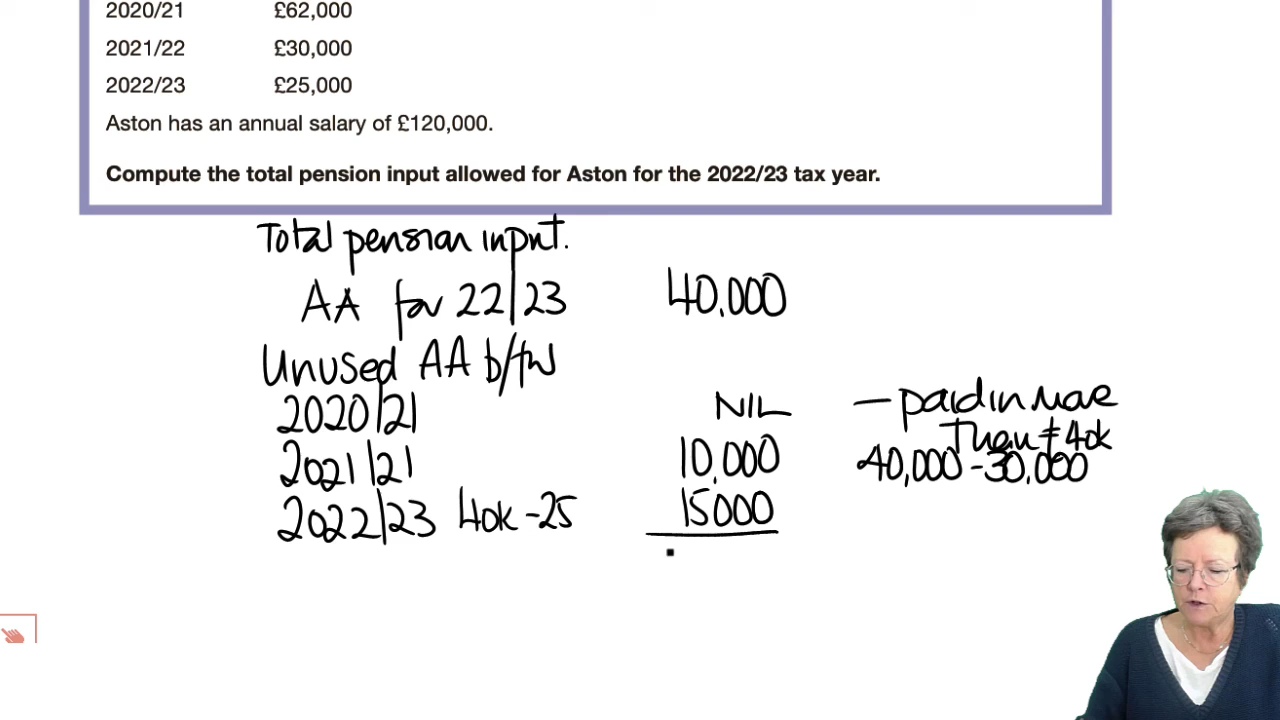 2020/21 £62,000
2021/22 £30,000
2022/23 £25,000
Aston has an annual salary of £120,000.
Compute the total pension input allowed for Aston for the 2022/23 tax year.
Total pension input.
AA for 22/23 40,000
Unused AA b/fw
2020/21 NIL — paid in more
than £40k
2021/21 10,000 40,000 - 30,000
2022/23 40k - 25 15000